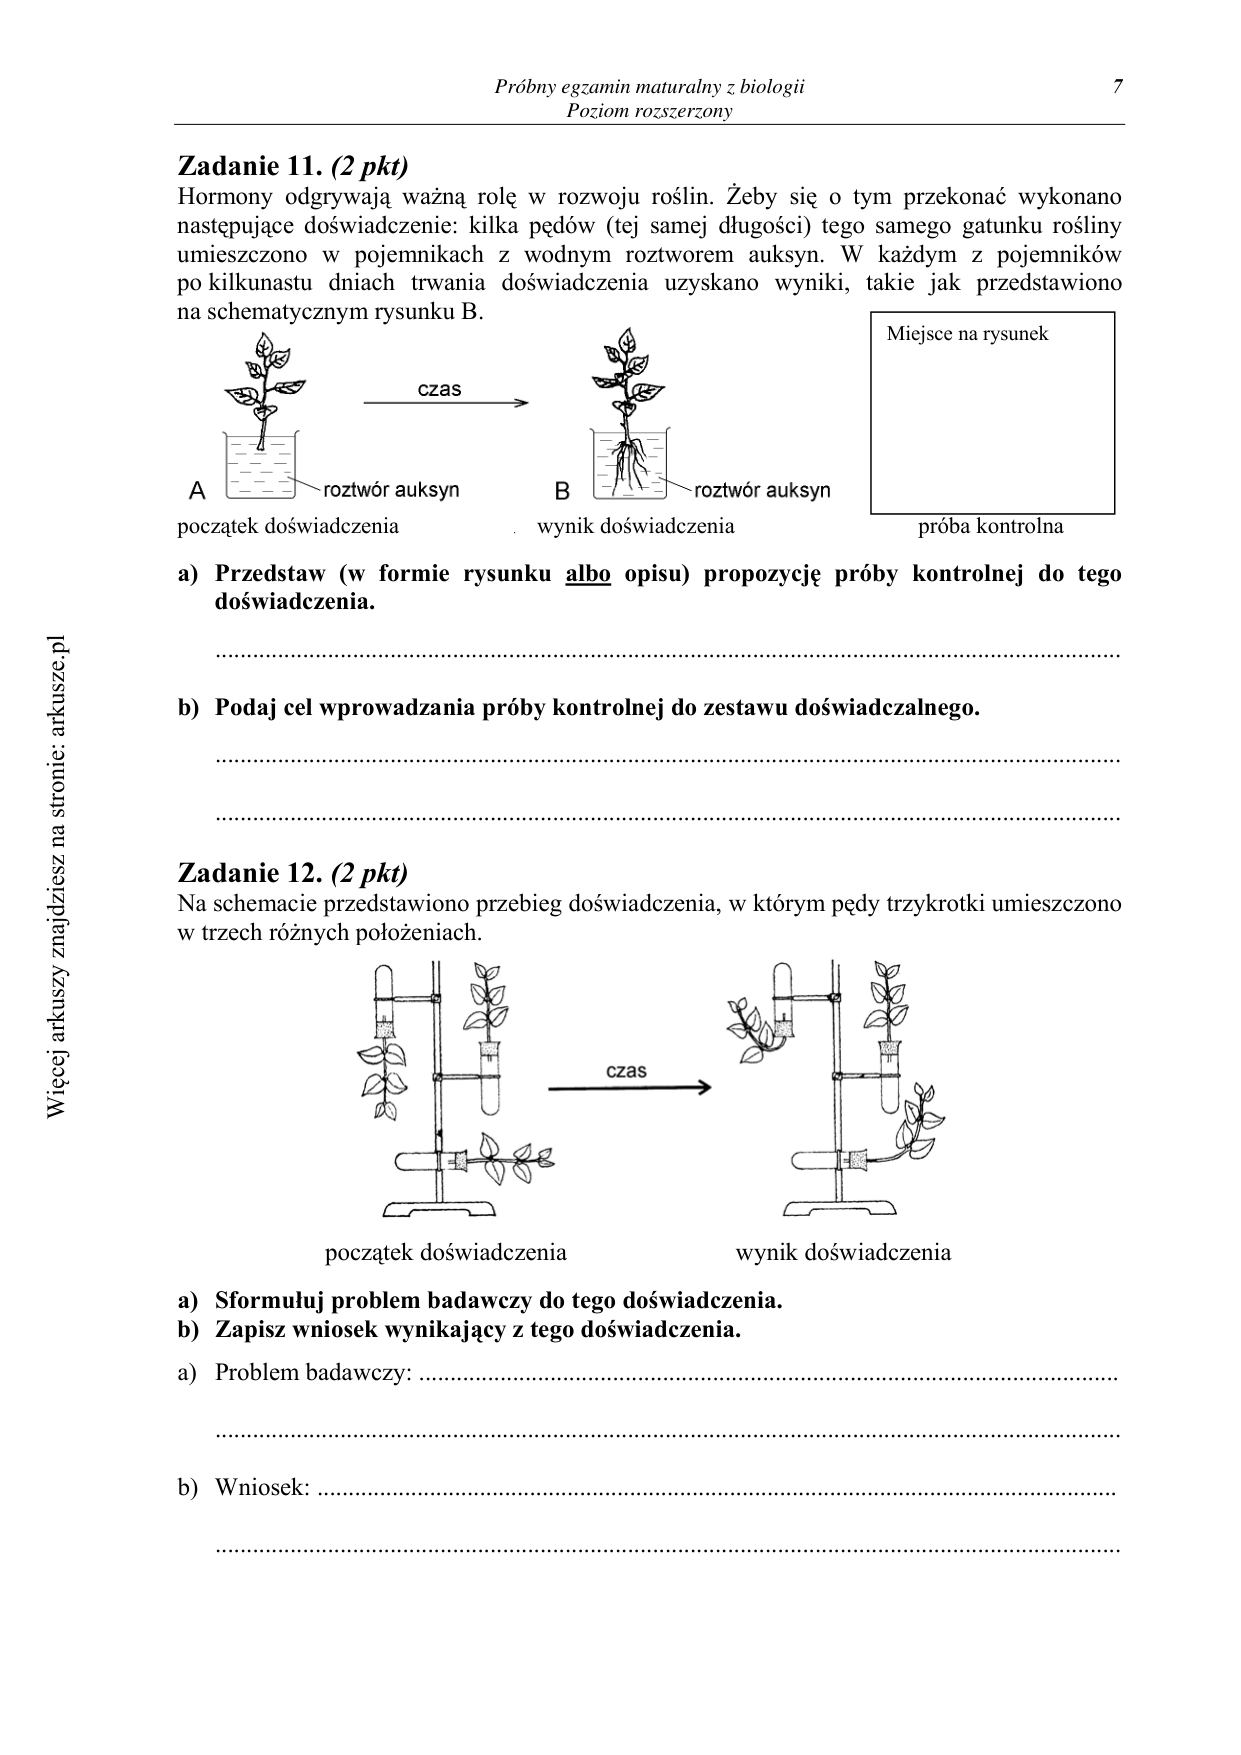 Próbny egzamin maturalny z biologii 7
Poziom rozszerzony
Zadanie 11. (2 pkt)
Hormony odgrywają ważną rolę w rozwoju roślin. Żeby się o tym przekonać wykonano
następujące doświadczenie: kilka pędów (tej samej długości) tego samego gatunku rośliny
umieszczono w pojemnikach z wodnym roztworem auksyn. W każdym z pojemników
po kilkunastu dniach trwania doświadczenia uzyskano wyniki, takie jak przedstawiono
na schematycznym rysunku B.
Miejsce na rysunek
czas
A roztwór auksyn B roztwór auksyn
początek doświadczenia wynik doświadczenia próba kontrolna
a) Przedstaw (w formie rysunku albo opisu) propozycję próby kontrolnej do tego
doświadczenia.
b) Podaj cel wprowadzania próby kontrolnej do zestawu doświadczalnego.
Zadanie 12. (2 pkt)
Na schemacie przedstawiono przebieg doświadczenia, w którym pędy trzykrotki umieszczono
w trzech różnych położeniach.
czas
początek doświadczenia wynik doświadczenia
a) Sformułuj problem badawczy do tego doświadczenia.
b) Zapisz wniosek wynikający z tego doświadczenia.
a) Problem badawczy: ................................................................
b) Wniosek: ................................................................
Więcej arkuszy znajdziesz na stronie: arkusze.pl